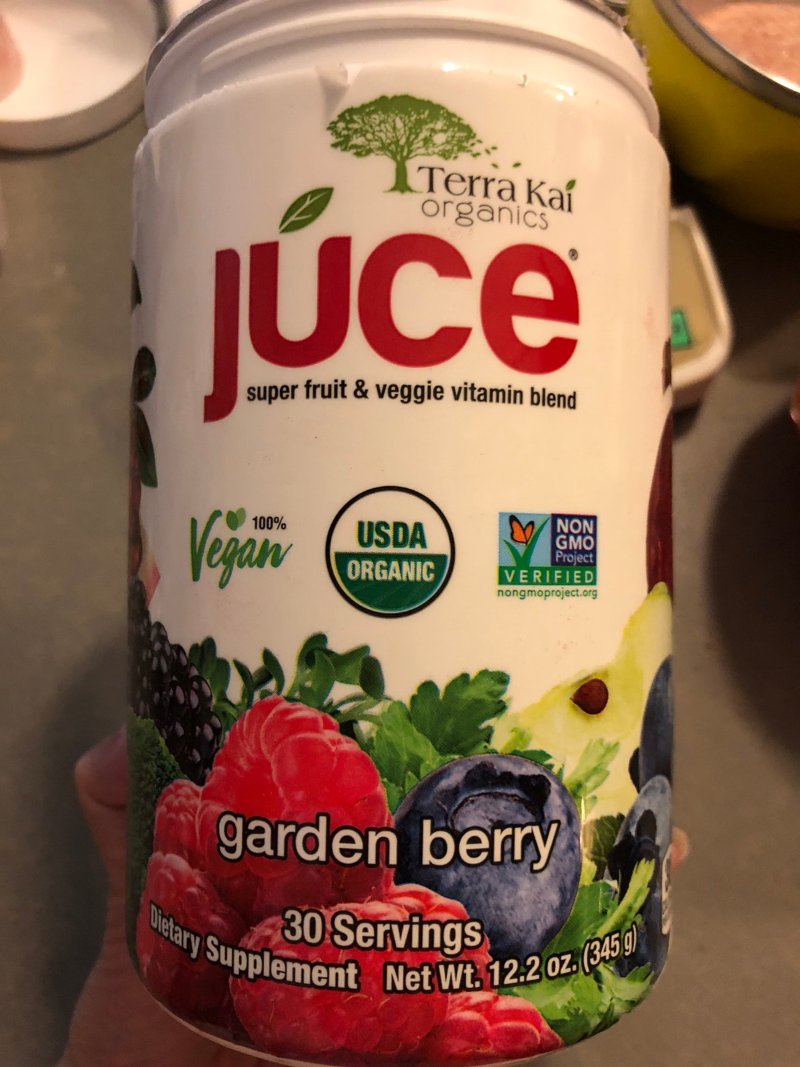 Terra Kai
organics
juce®
super fruit & veggie vitamin blend
100%
Vegan
USDA
ORGANIC
NON
GMO
Project
VERIFIED
nongmoproject.org
garden berry
30 Servings
Dietary Supplement Net Wt. 12.2 oz. (345 g)